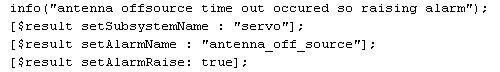 info("antenna offsource time out occured so raising alarm");
[$result setSubsystemName : "servo"];
[$result setAlarmName : "antenna_off_source"];
[$result setAlarmRaise: true];